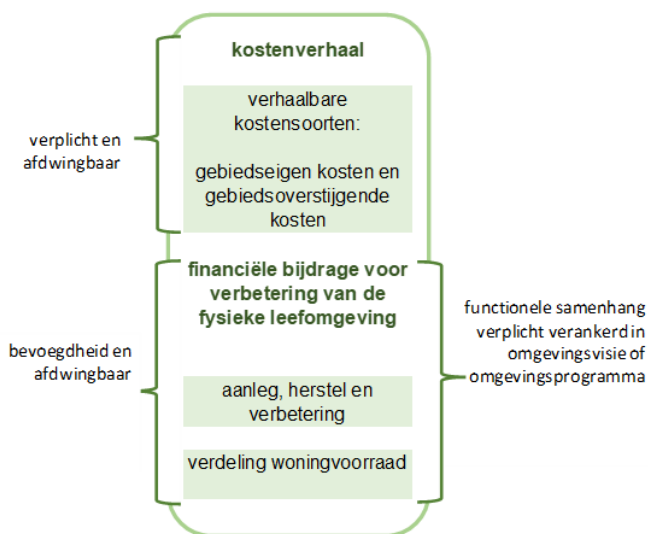 kostenverhaal
verhaalbare
kostensoorten:
gebiedseigen kosten en
gebiedsoverstijgende
kosten
verplicht en
afdwingbaar
financiële bijdrage voor
verbetering van de
fysieke leefomgeving
aanleg, herstel en
verbetering
verdeling woningvoorraad
bevoegdheid en
afdwingbaar
functionele samenhang
verplicht verankerd in
omgevingsvisie of
omgevingsprogramma